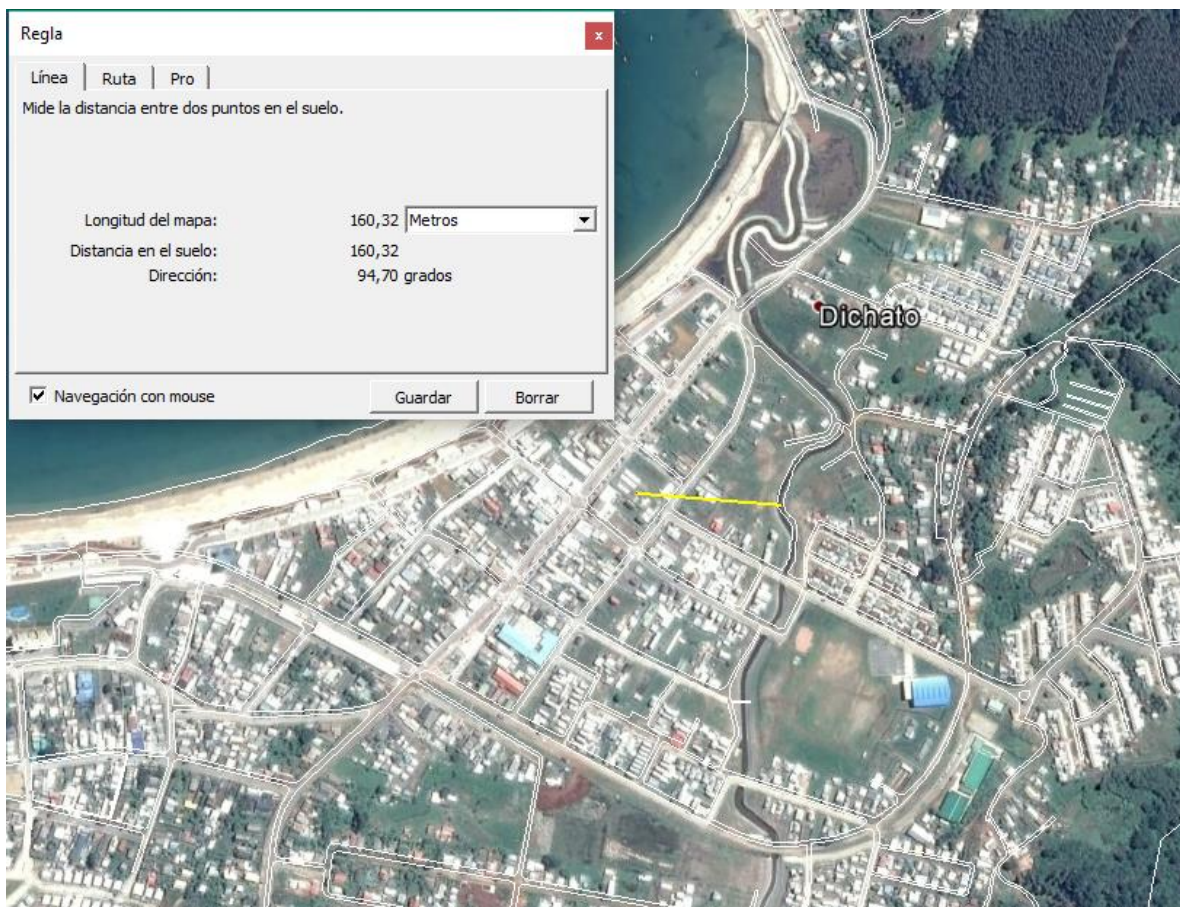 Regla
x
Línea Ruta Pro
Mide la distancia entre dos puntos en el suelo.
Longitud del mapa: 160,32 Metros
Distancia en el suelo: 160,32
Dirección: 94,70 grados
Navegación con mouse Guardar Borrar
Dichato